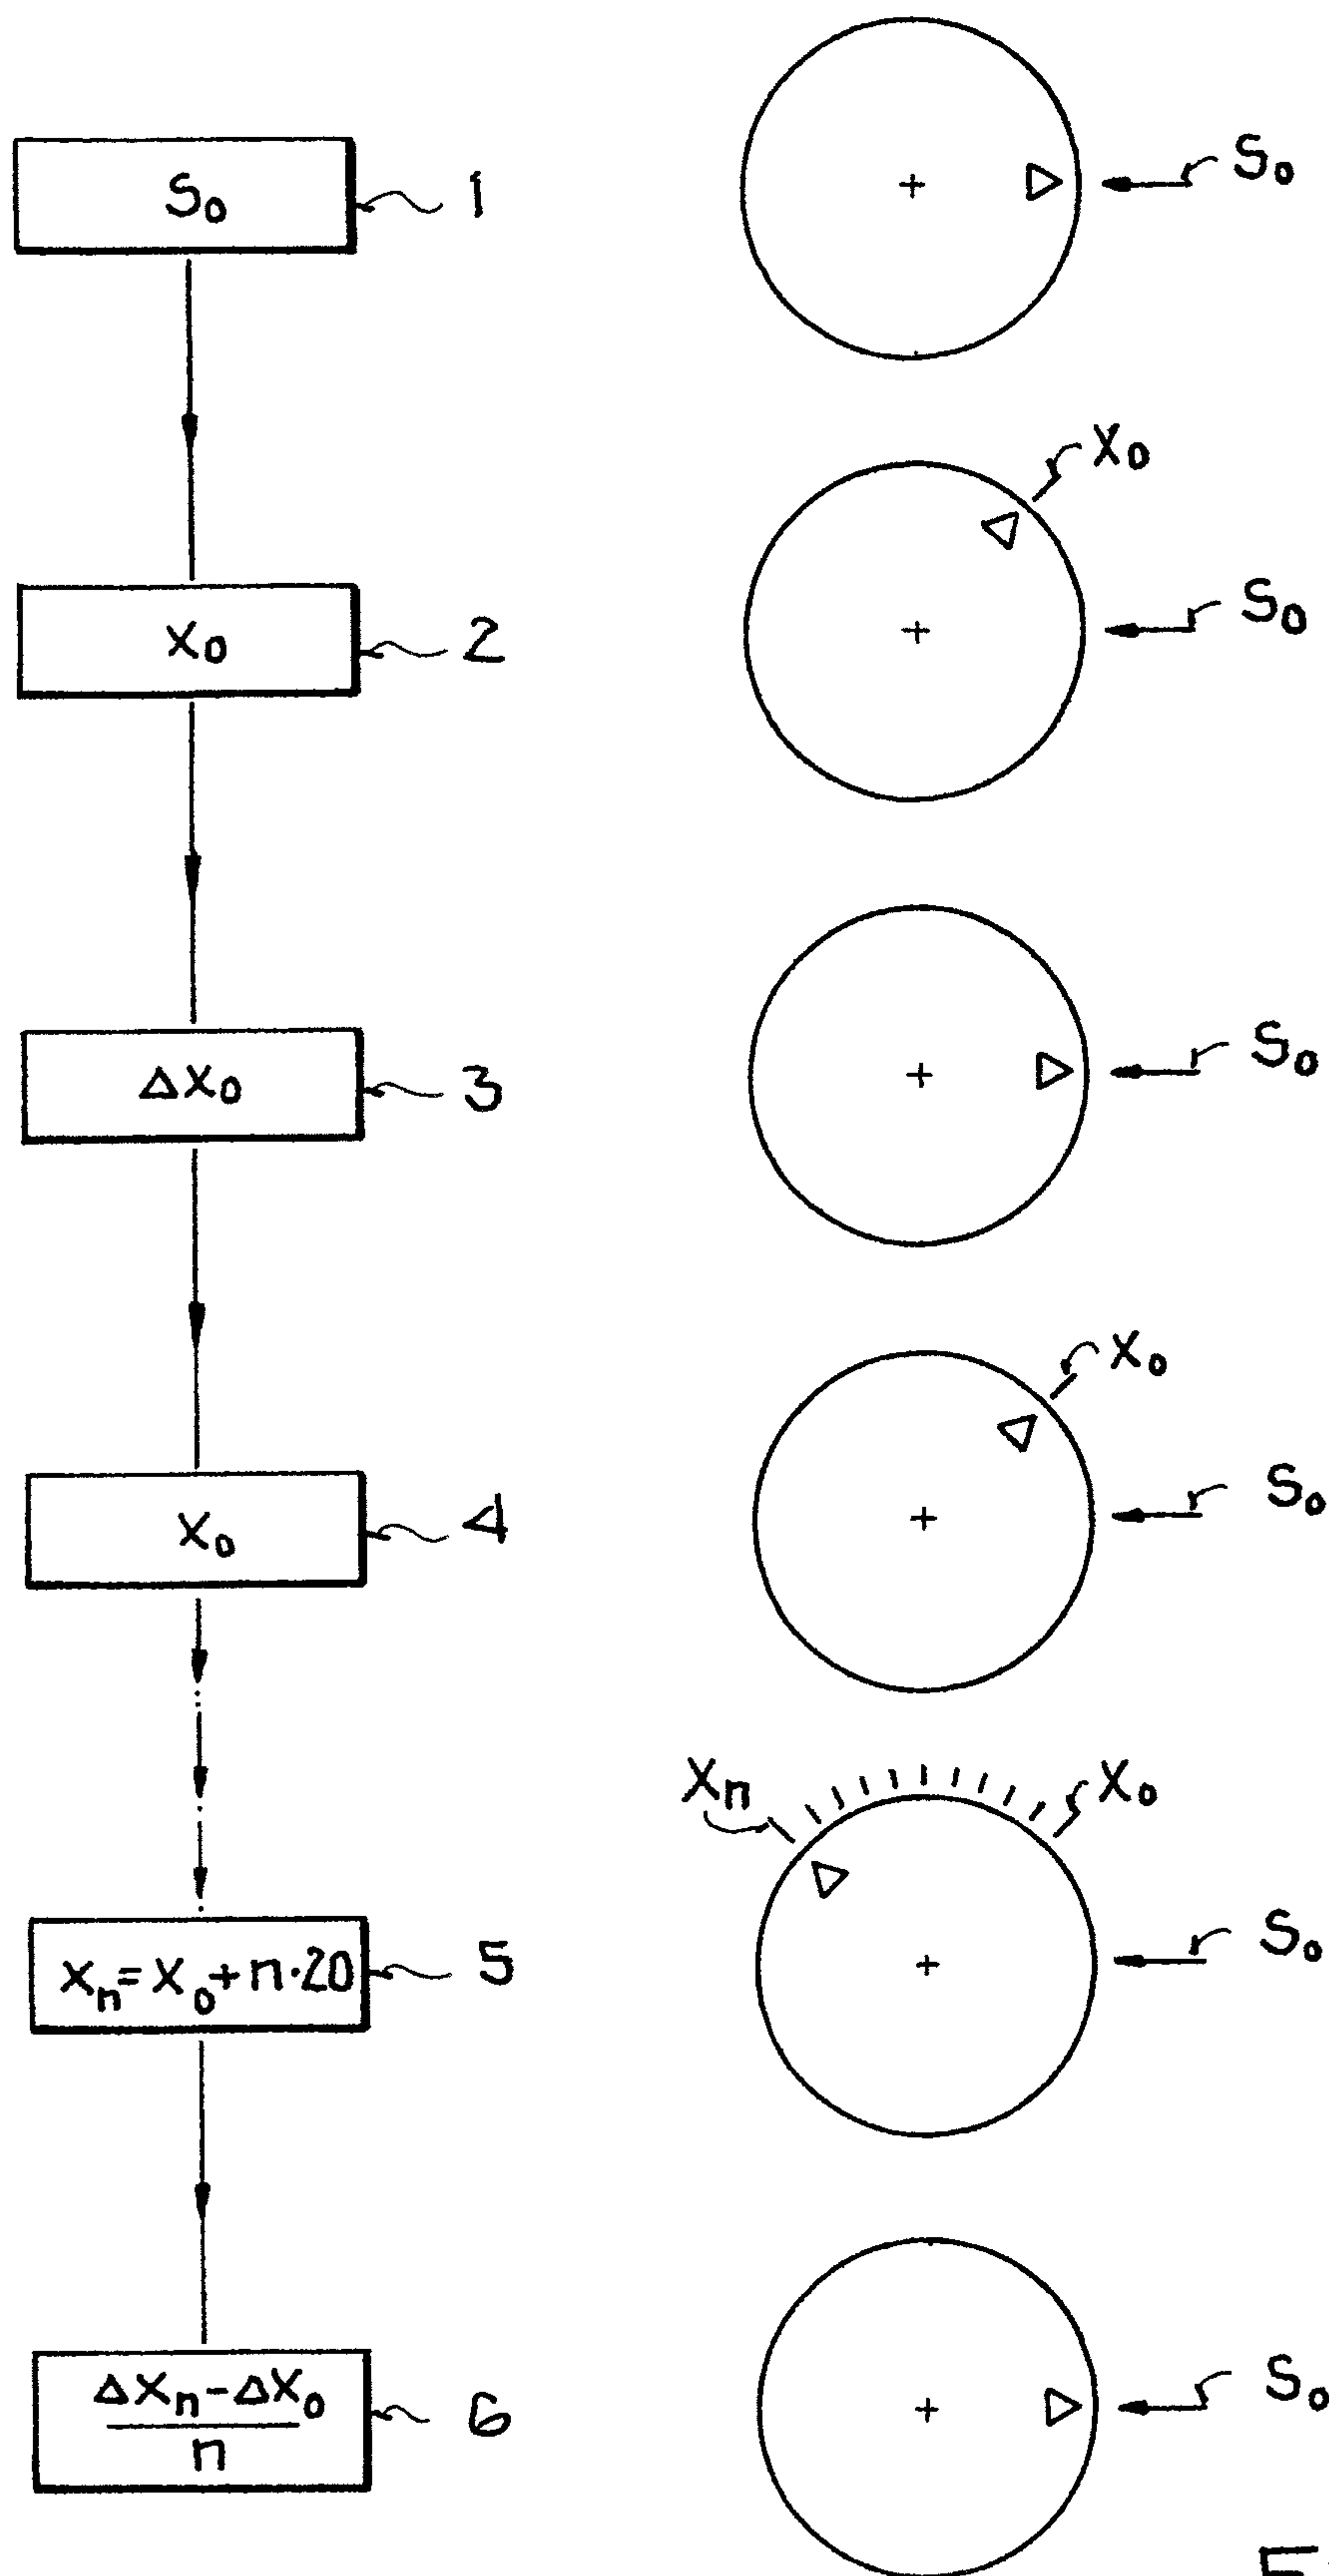 S₀ 1 S₀
X₀
X₀ 2 S₀
ΔX₀ 3 S₀
X₀
X₀ 4 S₀
Xₙ X₀
Xₙ=X₀+n·20 5 S₀
ΔXₙ-ΔX₀
n
6 S₀